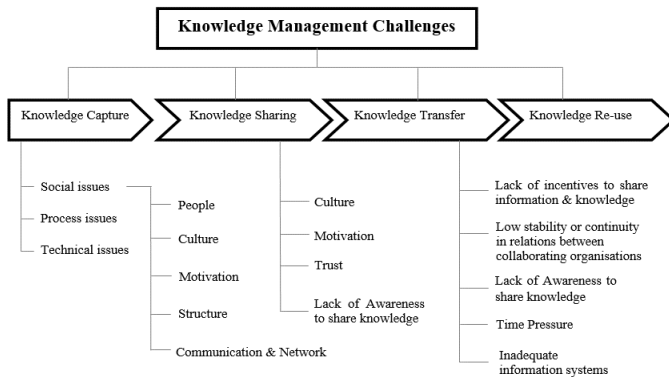 Knowledge Management Challenges
Knowledge Capture
Knowledge Sharing
Knowledge Transfer
Knowledge Re-use
Social issues
Process issues
Technical issues
People
Culture
Motivation
Structure
Communication & Network
Culture
Motivation
Trust
Lack of Awareness
to share knowledge
Lack of incentives to share
information & knowledge
Low stability or continuity
in relations between
collaborating organisations
Lack of Awareness to
share knowledge
Time Pressure
Inadequate
information systems